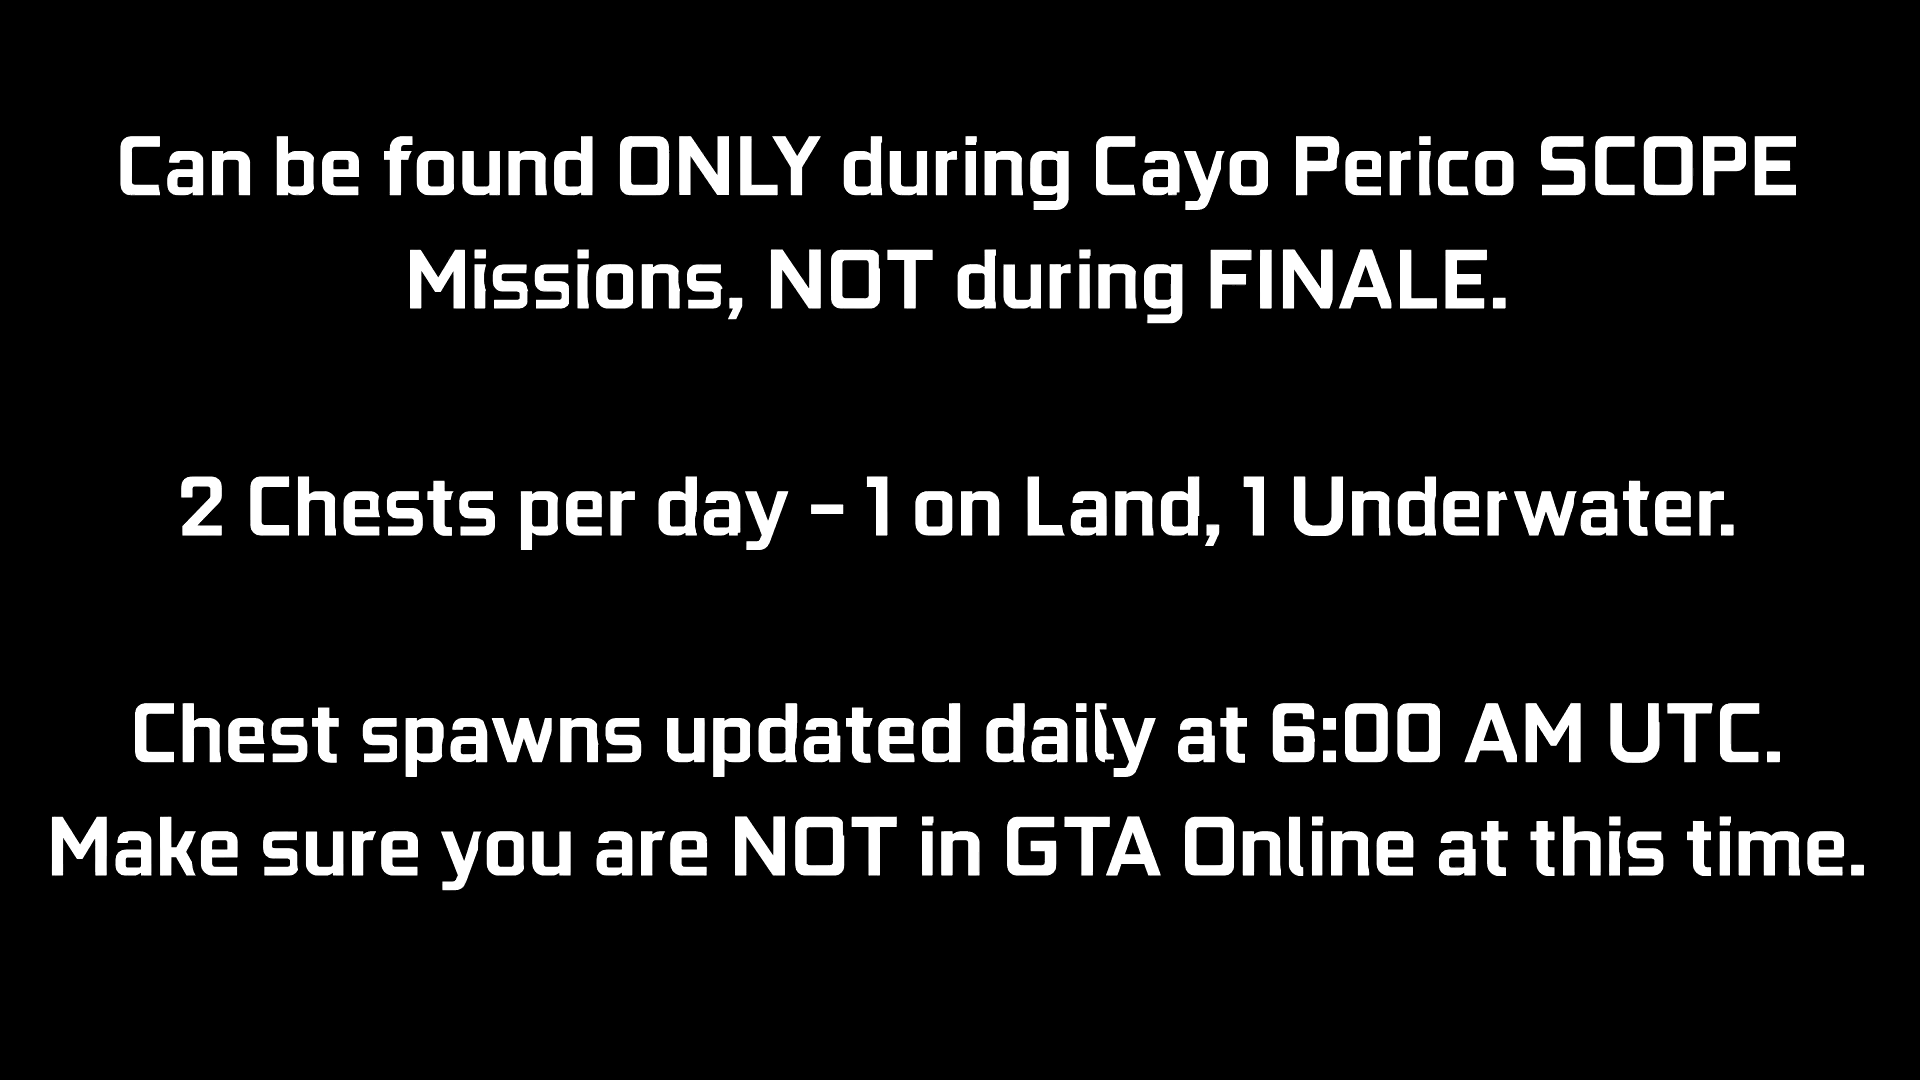 Can be found ONLY during Cayo Perico SCOPE
Missions, NOT during FINALE.
2 Chests per day - 1 on Land, 1 Underwater.
Chest spawns updated daily at 6:00 AM UTC.
Make sure you are NOT in GTA Online at this time.